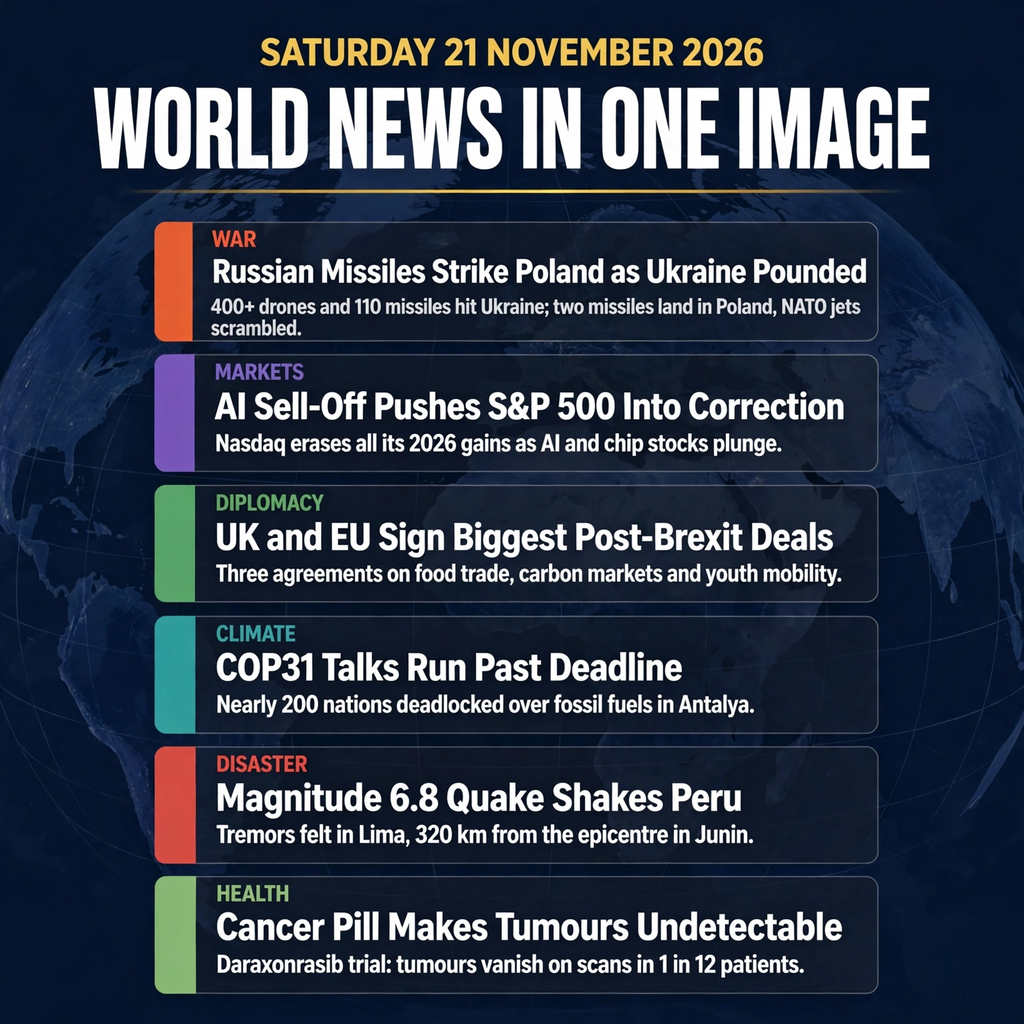 SATURDAY 21 NOVEMBER 2026
WORLD NEWS IN ONE IMAGE
WAR
Russian Missiles Strike Poland as Ukraine Pounded
400+ drones and 110 missiles hit Ukraine; two missiles land in Poland, NATO jets
scrambled.
MARKETS
AI Sell-Off Pushes S&P 500 Into Correction
Nasdaq erases all its 2026 gains as AI and chip stocks plunge.
DIPLOMACY
UK and EU Sign Biggest Post-Brexit Deals
Three agreements on food trade, carbon markets and youth mobility.
CLIMATE
COP31 Talks Run Past Deadline
Nearly 200 nations deadlocked over fossil fuels in Antalya.
DISASTER
Magnitude 6.8 Quake Shakes Peru
Tremors felt in Lima, 320 km from the epicentre in Junin.
HEALTH
Cancer Pill Makes Tumours Undetectable
Daraxonrasib trial: tumours vanish on scans in 1 in 12 patients.